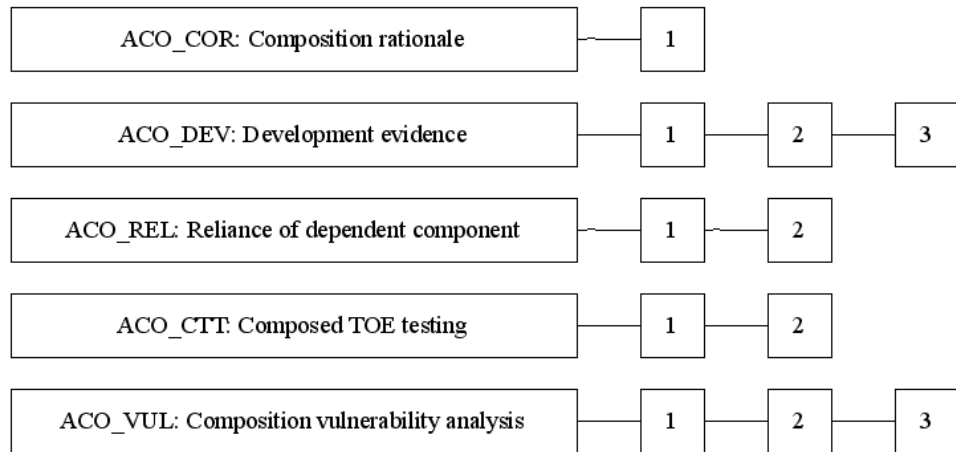 ACO_COR: Composition rationale 1
ACO_DEV: Development evidence 1 2 3
ACO_REL: Reliance of dependent component 1 2
ACO_CTT: Composed TOE testing 1 2
ACO_VUL: Composition vulnerability analysis 1 2 3